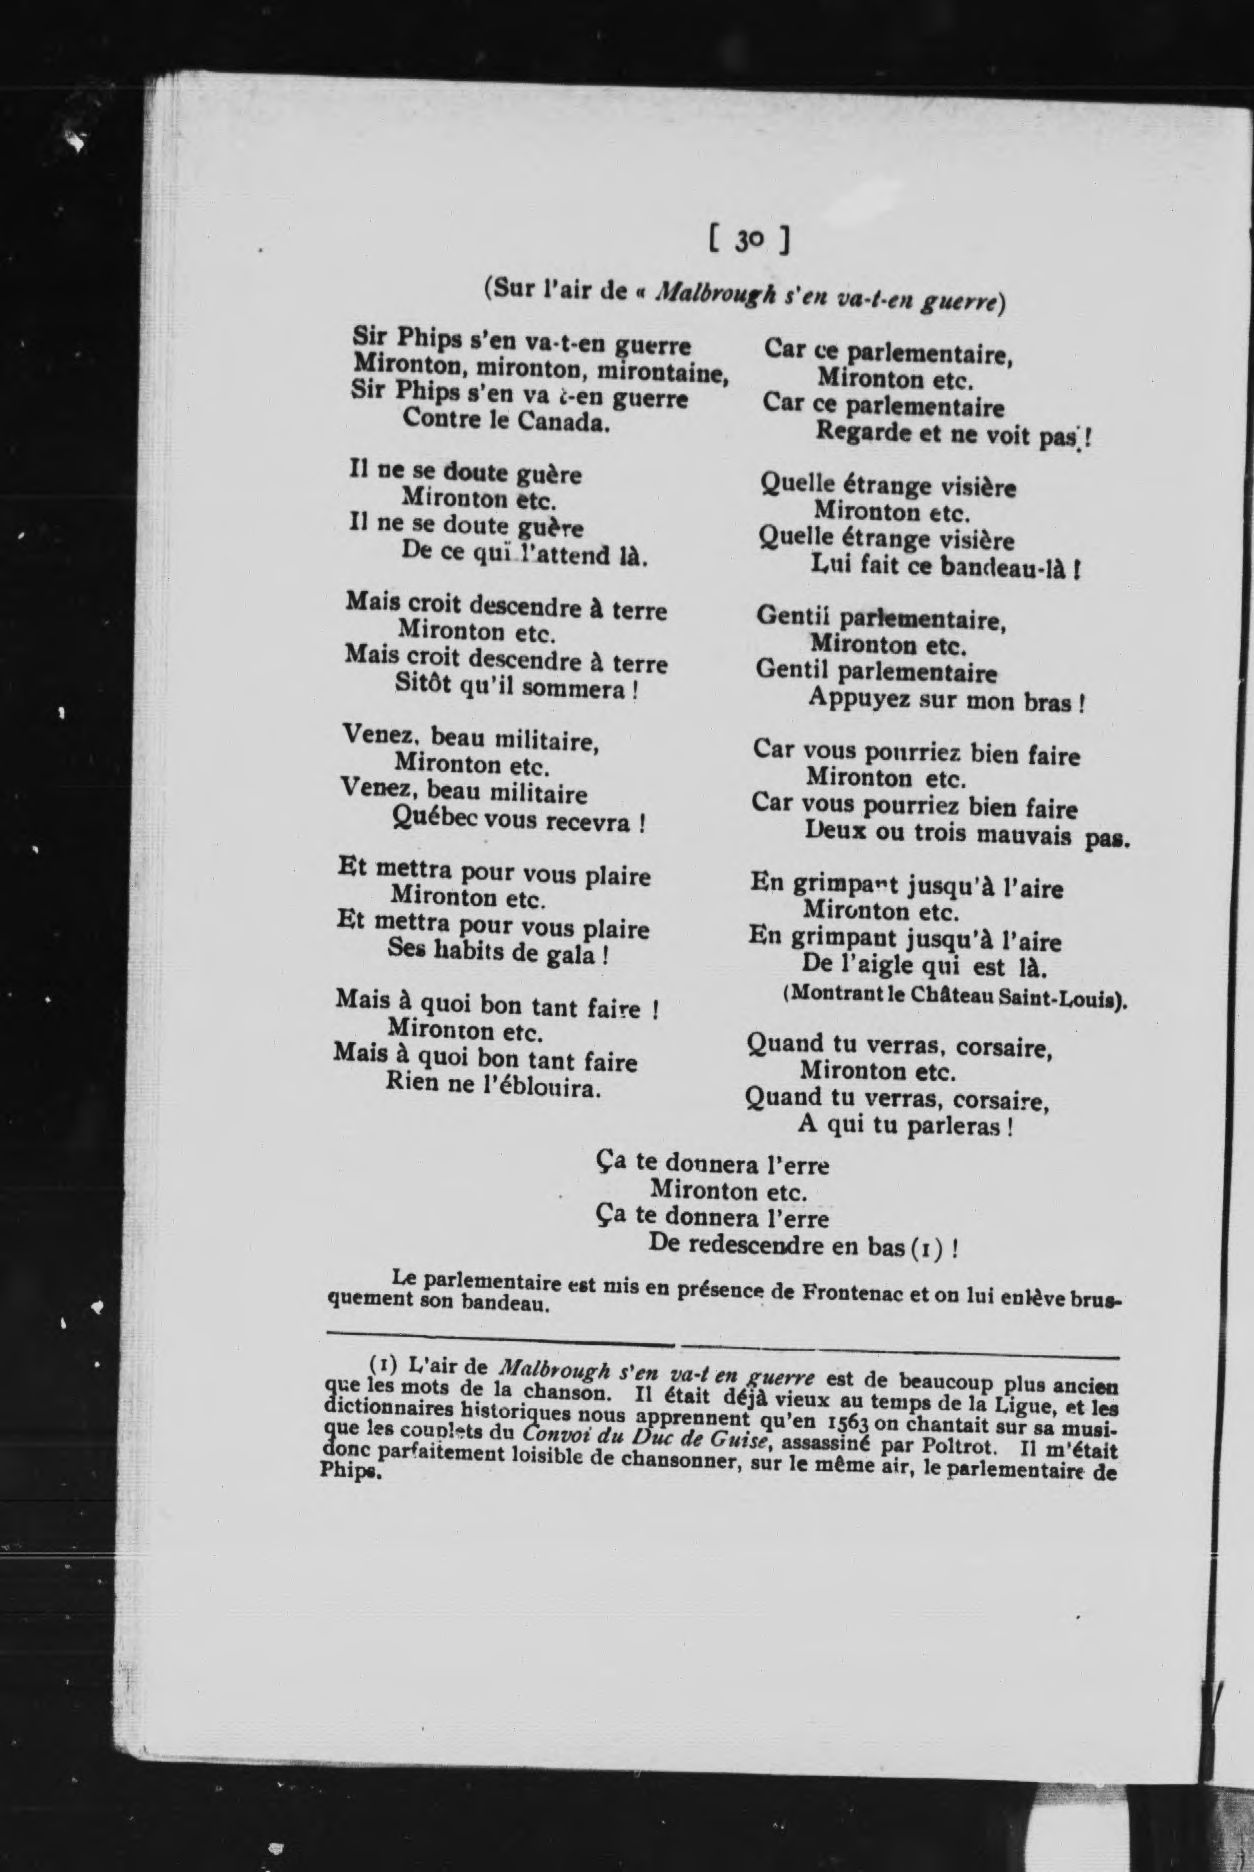 [ 30 ]
(Sur l'air de « Malbrough s'en va-t-en guerre)
Sir Phips s'en va-t-en guerre
Mironton, mironton, mirontaine,
Sir Phips s'en va t-en guerre
Contre le Canada.
Il ne se doute guère
Mironton etc.
Il ne se doute guère
De ce qui l'attend là.
Mais croit descendre à terre
Mironton etc.
Mais croit descendre à terre
Sitôt qu'il sommera !
Venez, beau militaire,
Mironton etc.
Venez, beau militaire
Québec vous recevra !
Et mettra pour vous plaire
Mironton etc.
Et mettra pour vous plaire
Ses habits de gala !
Mais à quoi bon tant faire !
Mironton etc.
Mais à quoi bon tant faire
Rien ne l'éblouira.
Car ce parlementaire,
Mironton etc.
Car ce parlementaire
Regarde et ne voit pas !
Quelle étrange visière
Mironton etc.
Quelle étrange visière
Lui fait ce bandeau-là !
Gentil parlementaire,
Mironton etc.
Gentil parlementaire
Appuyez sur mon bras !
Car vous pourriez bien faire
Mironton etc.
Car vous pourriez bien faire
Deux ou trois mauvais pas.
En grimpant jusqu'à l'aire
Mironton etc.
En grimpant jusqu'à l'aire
De l'aigle qui est là.
(Montrant le Château Saint-Louis).
Quand tu verras, corsaire,
Mironton etc.
Quand tu verras, corsaire,
A qui tu parleras !
Ça te donnera l'erre
Mironton etc.
Ça te donnera l'erre
De redescendre en bas (1) !
Le parlementaire est mis en présence de Frontenac et on lui enlève brus-
quement son bandeau.
(1) L'air de Malbrough s'en va-t en guerre est de beaucoup plus ancien
que les mots de la chanson. Il était déjà vieux au temps de la Ligue, et les
dictionnaires historiques nous apprennent qu'en 1563 on chantait sur sa musi-
que les couplets du Convoi du Duc de Guise, assassiné par Poltrot. Il m'était
donc parfaitement loisible de chansonner, sur le même air, le parlementaire de
Phips.